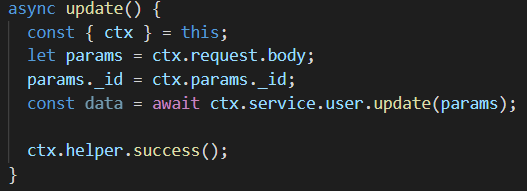 async update() {
const { ctx } = this;
let params = ctx.request.body;
params._id = ctx.params._id;
const data = await ctx.service.user.update(params);
ctx.helper.success();
}